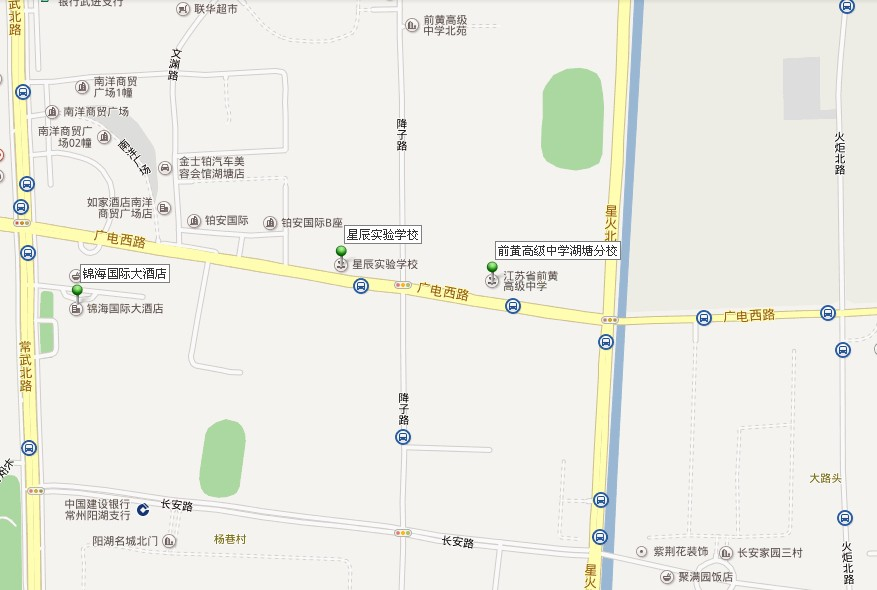 武北路
银行武进支行
联华超市
前黄高级
中学北苑
文渊路
南洋商贸
广场1幢
南洋商贸广场
南洋商贸广
场02幢
降子路
火炬北路
金士铂汽车美
容会馆湖塘店
如家酒店南洋
商贸广场店
铂安国际
铂安国际B座
星火北
广电西路
星辰实验学校
星辰实验学校
前黄高级中学湖塘分校
江苏省前黄
高级中学
锦海国际大酒店
锦海国际大酒店
广电西路
广电西路
常武北路
降子路
大路头
中国建设银行
常州阳湖支行
长安路
阳湖名城北门
杨巷村
长安路
紫荆花装饰
长安家园三村
聚满园饭店
星火
火炬北路